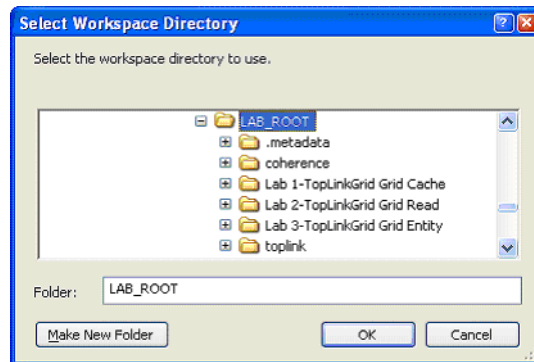 Select Workspace Directory
Select the workspace directory to use.
LAB_ROOT
.metadata
coherence
Lab 1-TopLinkGrid Grid Cache
Lab 2-TopLinkGrid Grid Read
Lab 3-TopLinkGrid Grid Entity
toplink
Folder: LAB_ROOT
Make New Folder OK Cancel